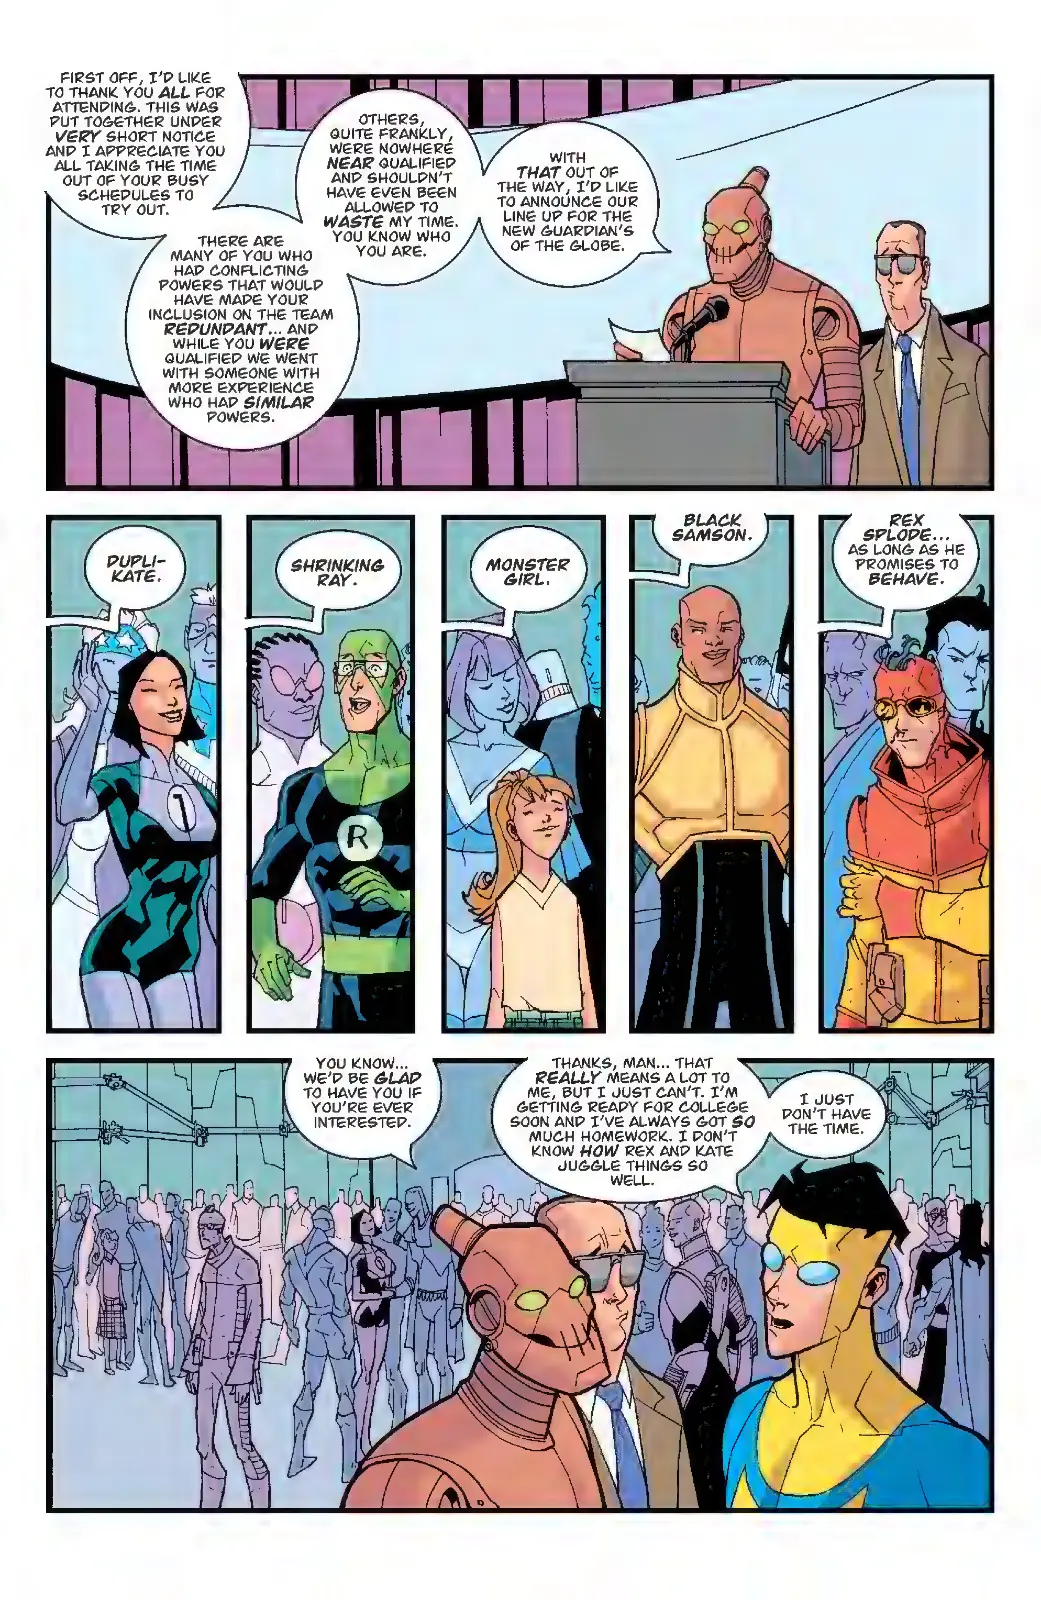 FIRST OFF, I'D LIKE
TO THANK YOU ALL FOR
ATTENDING. THIS WAS
PUT TOGETHER UNDER
VERY SHORT NOTICE
AND I APPRECIATE YOU
ALL TAKING THE TIME
OUT OF YOUR BUSY
SCHEDULES TO
TRY OUT.
THERE ARE
MANY OF YOU WHO
HAD CONFLICTING
POWERS THAT WOULD
HAVE MADE YOUR
INCLUSION ON THE TEAM
REDUNDANT... AND
WHILE YOU WERE
QUALIFIED WE WENT
WITH SOMEONE WITH
MORE EXPERIENCE
WHO HAD SIMILAR
POWERS.
OTHERS,
QUITE FRANKLY,
WERE NOWHERE
NEAR QUALIFIED
AND SHOULDN'T
HAVE EVEN BEEN
ALLOWED TO
WASTE MY TIME.
YOU KNOW WHO
YOU ARE.
WITH
THAT OUT OF
THE WAY, I'D LIKE
TO ANNOUNCE OUR
LINE UP FOR THE
NEW GUARDIAN'S
OF THE GLOBE.
DUPLI-
KATE.
SHRINKING
RAY.
R
MONSTER
GIRL.
BLACK
SAMSON.
REX
SPLODE...
AS LONG AS HE
PROMISES TO
BEHAVE.
YOU KNOW...
WE'D BE GLAD
TO HAVE YOU IF
YOU'RE EVER
INTERESTED.
THANKS, MAN... THAT
REALLY MEANS A LOT TO
ME, BUT I JUST CAN'T. I'M
GETTING READY FOR COLLEGE
SOON AND I'VE ALWAYS GOT SO
MUCH HOMEWORK. I DON'T
KNOW HOW REX AND KATE
JUGGLE THINGS SO
WELL.
I JUST
DON'T HAVE
THE TIME.